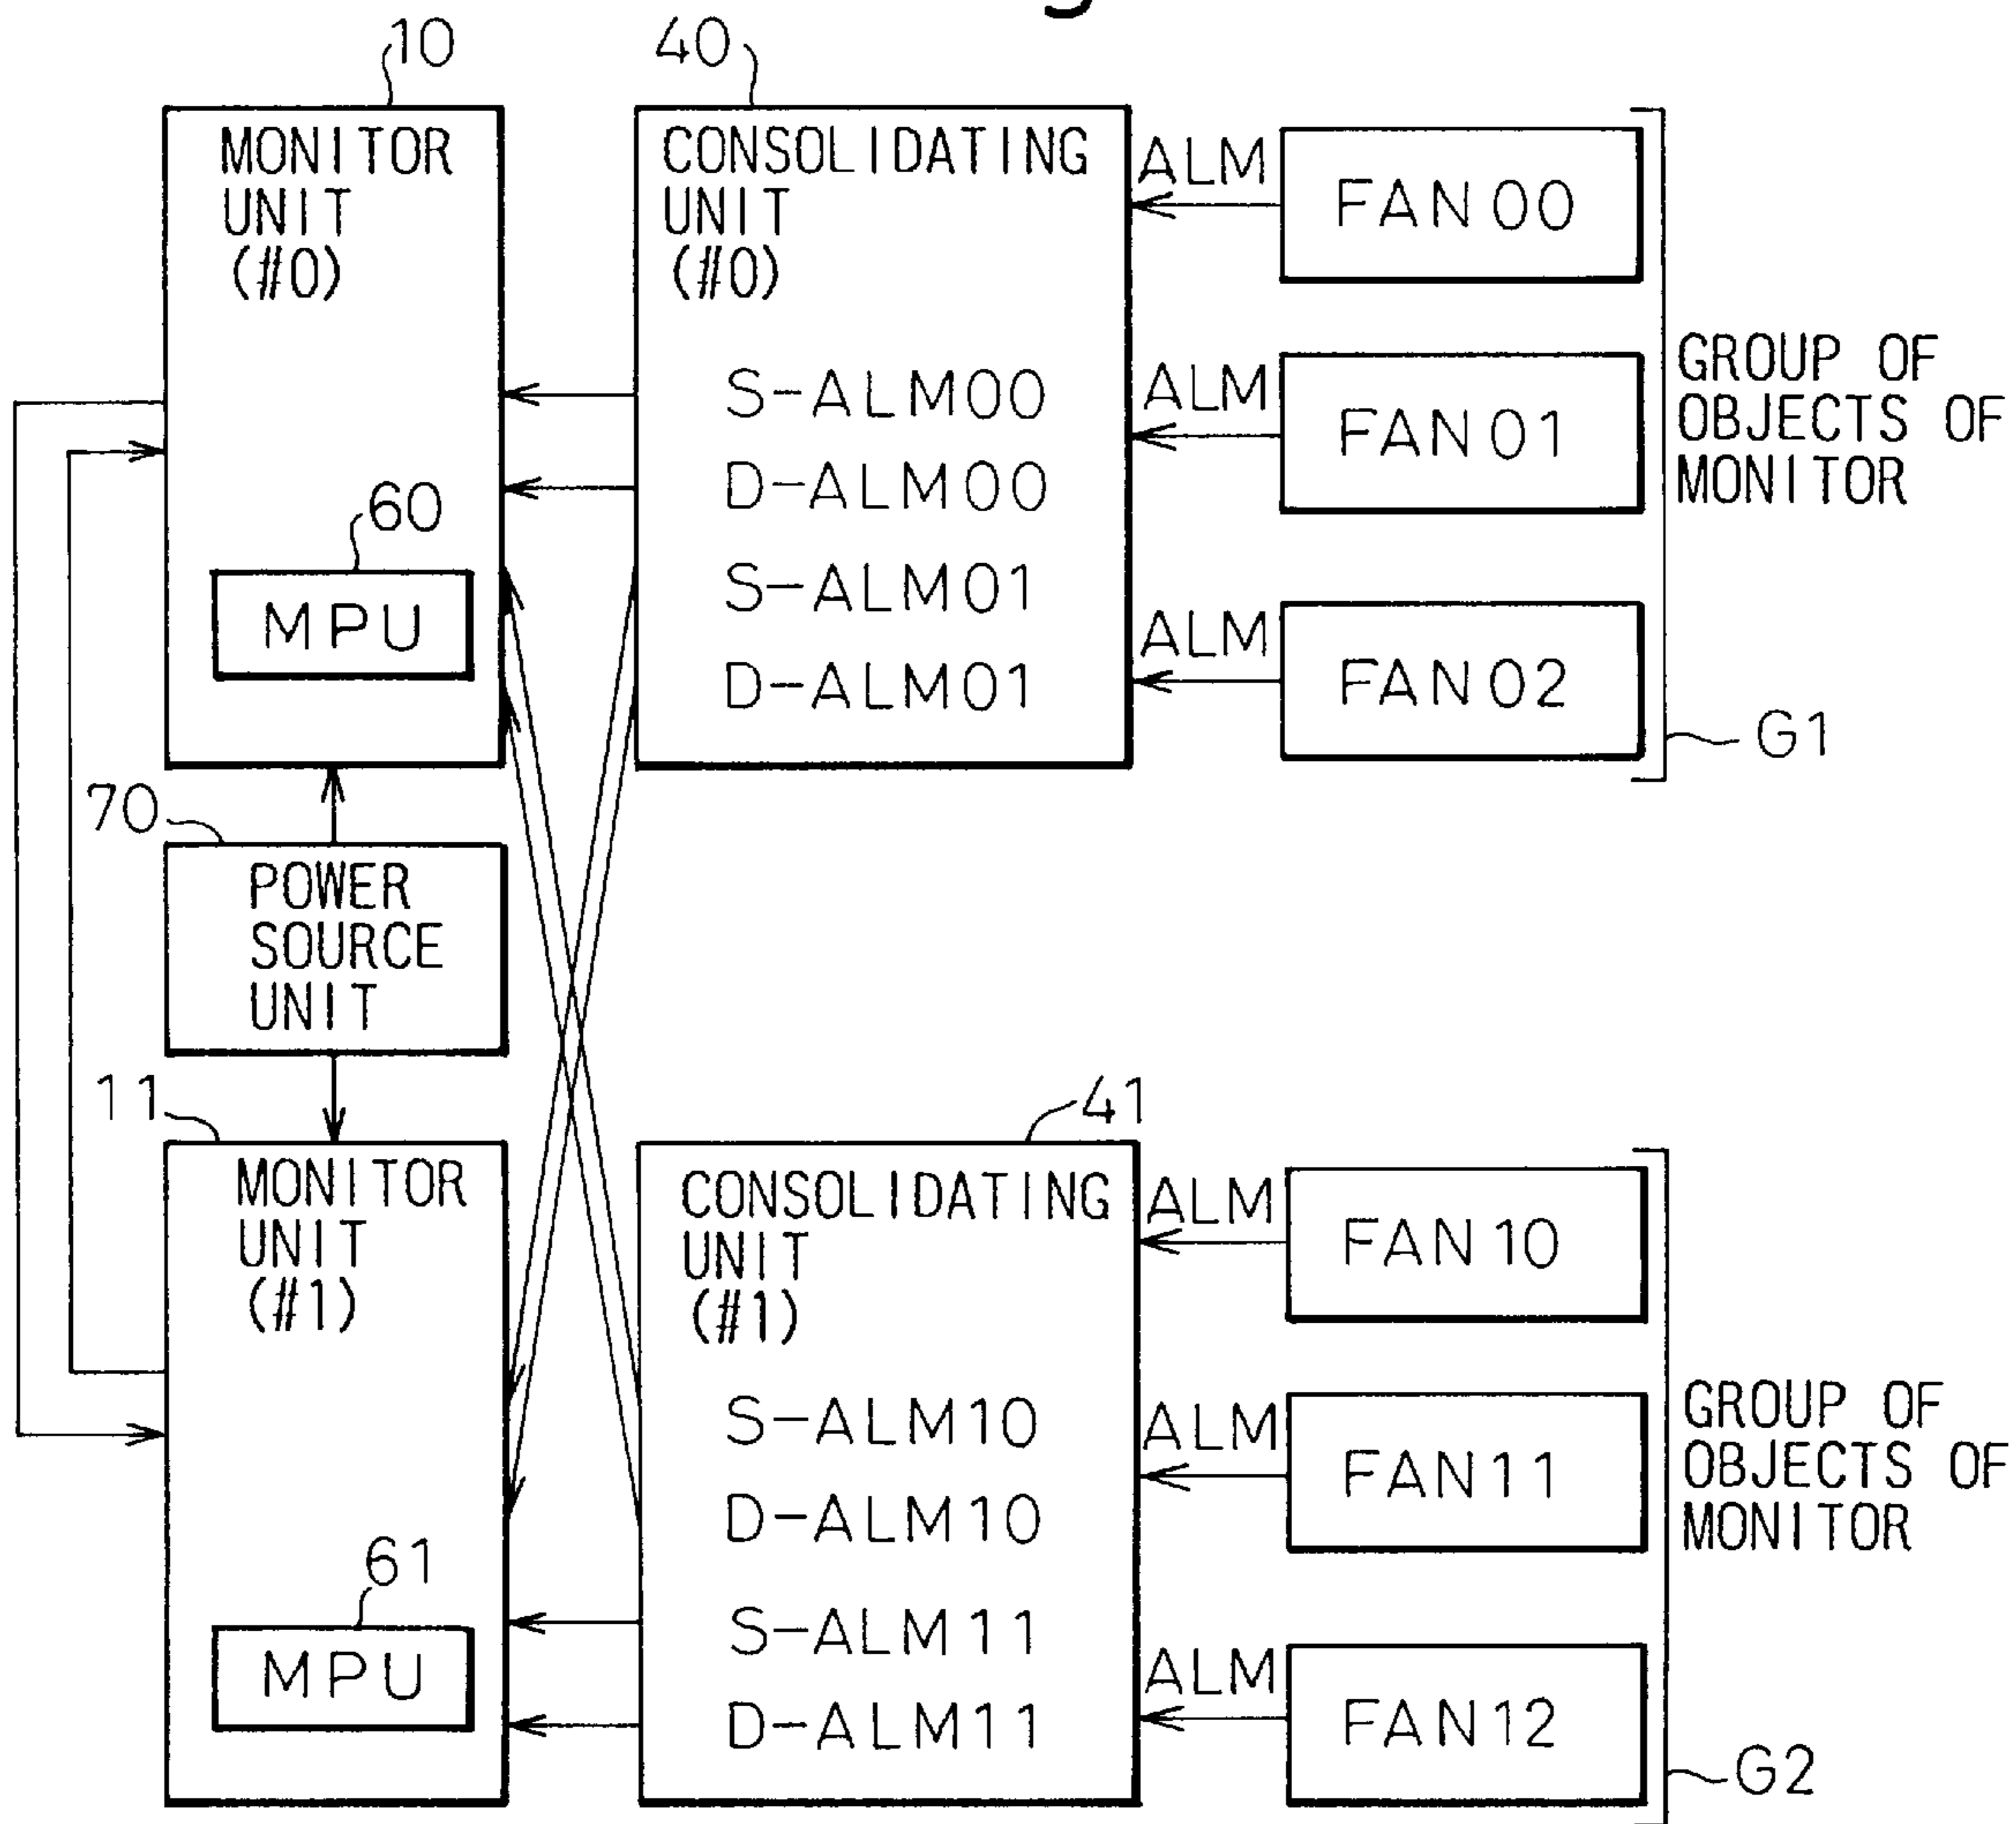 10
40
MONITOR
UNIT
(#0)
60
MPU
CONSOLIDATING
UNIT
(#0)
S-ALM00
D-ALM00
S-ALM01
D-ALM01
ALM
FAN00
ALM
FAN01
ALM
FAN02
GROUP OF
OBJECTS OF
MONITOR
G1
70
POWER
SOURCE
UNIT
11
MONITOR
UNIT
(#1)
61
MPU
41
CONSOLIDATING
UNIT
(#1)
S-ALM10
D-ALM10
S-ALM11
D-ALM11
ALM
FAN10
ALM
FAN11
ALM
FAN12
GROUP OF
OBJECTS OF
MONITOR
G2